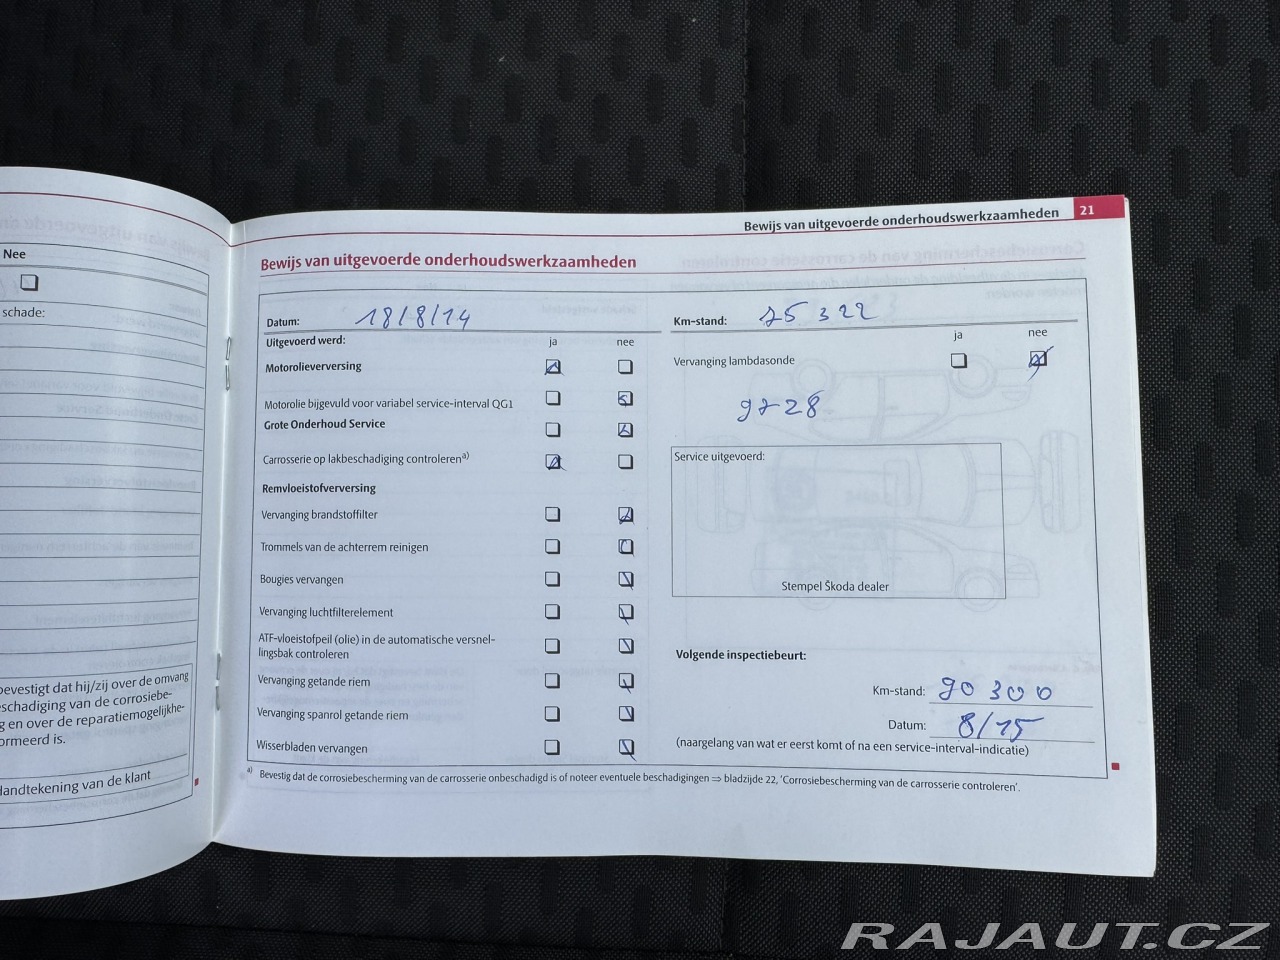 Nee
schade:
bevestigt dat hij/zij over de omvang
eschadiging van de corrosiebe-
g en over de reparatiemogelijkhe-
ormeerd is.
Handtekening van de klant
Bewijs van uitgevoerde onderhoudswerkzaamheden 21
Bewijs van uitgevoerde onderhoudswerkzaamheden
Datum: 18/8/14
Uitgevoerd werd: ja nee
Motorolieverversing
Motorolie bijgevuld voor variabel service-interval QG1
Grote Onderhoud Service
Carrosserie op lakbeschadiging controleren a)
Remvloeistofverversing
Vervanging brandstoffilter
Trommels van de achterrem reinigen
Bougies vervangen
Vervanging luchtfilterelement
ATF-vloeistofpeil (olie) in de automatische versnel-
lingsbak controleren
Vervanging getande riem
Vervanging spanrol getande riem
Wisserbladen vervangen
Km-stand: 75 322
ja nee
Vervanging lambdasonde
9728
Service uitgevoerd:
Stempel Škoda dealer
Volgende inspectiebeurt:
Km-stand: 90 300
Datum: 8/15
(naargelang van wat er eerst komt of na een service-interval-indicatie)
a) Bevestig dat de corrosiebescherming van de carrosserie onbeschadigd is of noteer eventuele beschadigingen ⇒ bladzijde 22, 'Corrosiebescherming van de carrosserie controleren'.
RAJAUT.CZ